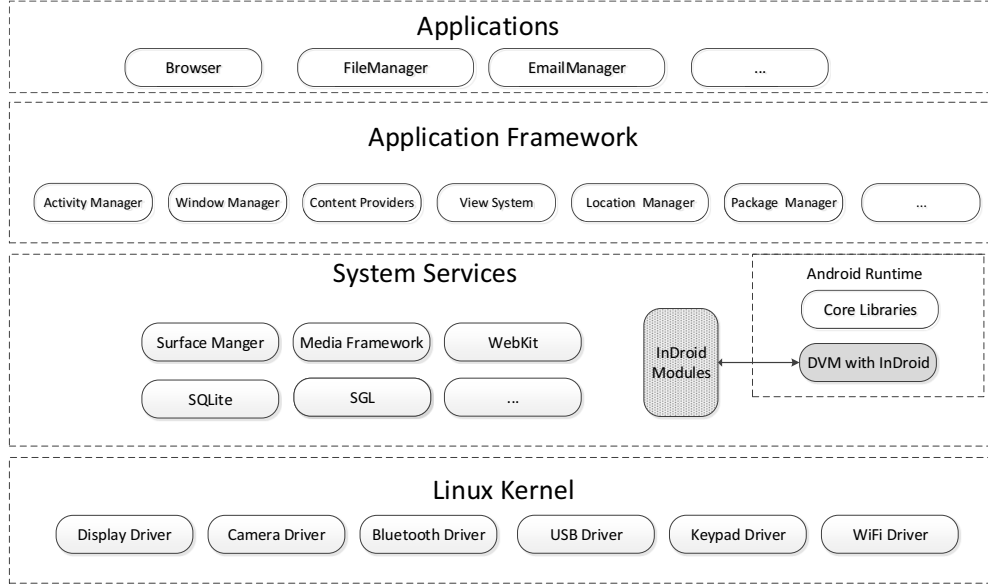 Applications
Browser
FileManager
EmailManager
...
Application Framework
Activity Manager
Window Manager
Content Providers
View System
Location Manager
Package Manager
...
System Services
Android Runtime
Core Libraries
Surface Manger
Media Framework
WebKit
InDroid
Modules
DVM with InDroid
SQLite
SGL
...
Linux Kernel
Display Driver
Camera Driver
Bluetooth Driver
USB Driver
Keypad Driver
WiFi Driver